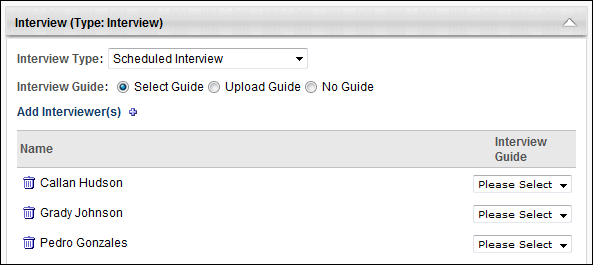 Interview (Type: Interview)
Interview Type: Scheduled Interview
Interview Guide: Select Guide Upload Guide No Guide
Add Interviewer(s)
Name Interview
Guide
Callan Hudson Please Select
Grady Johnson Please Select
Pedro Gonzales Please Select